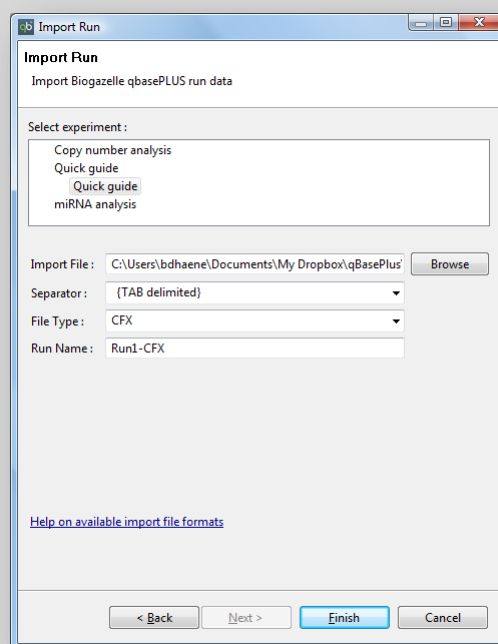 qb Import Run
Import Run
Import Biogazelle qbasePLUS run data
Select experiment :
Copy number analysis
Quick guide
Quick guide
miRNA analysis
Import File : C:\Users\bdhaene\Documents\My Dropbox\qBasePlus\ Browse
Separator : {TAB delimited}
File Type : CFX
Run Name : Run1-CFX
Help on available import file formats
< Back Next > Finish Cancel